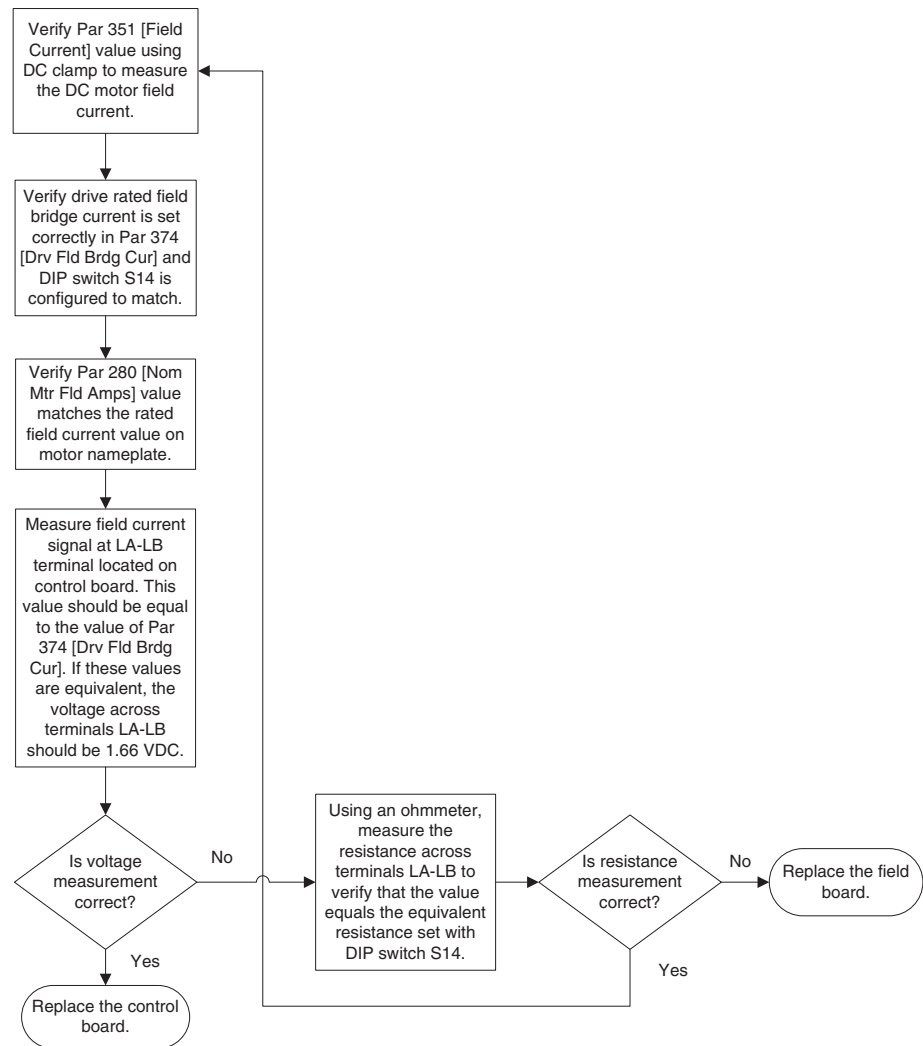 Verify Par 351 [Field
Current] value using
DC clamp to measure
the DC motor field
current.
Verify drive rated field
bridge current is set
correctly in Par 374
[Drv Fld Brdg Cur] and
DIP switch S14 is
configured to match.
Verify Par 280 [Nom
Mtr Fld Amps] value
matches the rated
field current value on
motor nameplate.
Measure field current
signal at LA-LB
terminal located on
control board. This
value should be equal
to the value of Par
374 [Drv Fld Brdg
Cur]. If these values
are equivalent, the
voltage across
terminals LA-LB
should be 1.66 VDC.
Is voltage
measurement
correct?
No
Yes
Replace the control
board.
Using an ohmmeter,
measure the
resistance across
terminals LA-LB to
verify that the value
equals the equivalent
resistance set with
DIP switch S14.
Is resistance
measurement
correct?
No
Yes
Replace the field
board.